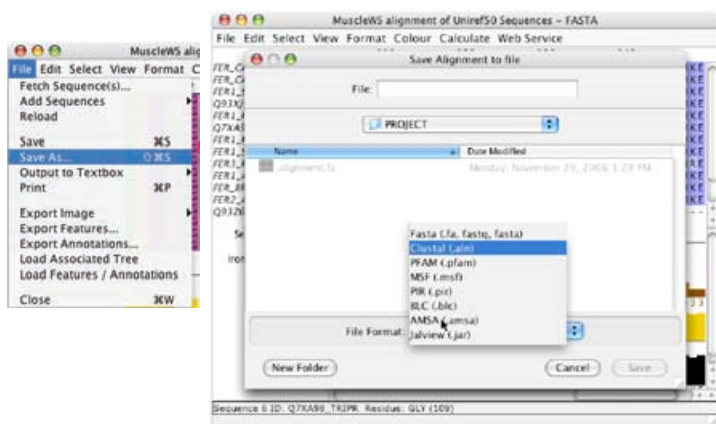 MuscleWS alig
File Edit Select View Format C
Fetch Sequence(s)...
Add Sequences
Reload
Save ⌘S
Save As... ⇧⌘S
Output to Textbox
Print ⌘P
Export Image
Export Features...
Export Annotations...
Load Associated Tree
Load Features / Annotations
Close ⌘W
MuscleWS alignment of Uniref50 Sequences - FASTA
File Edit Select View Format Colour Calculate Web Service
Save Alignment to file
File:
PROJECT
Name Date Modified
alignment.fa Monday, November 20, 2006 1:29 PM
Fasta (.fa, fastq, fasta)
Clustal (.aln)
PFAM (.pfam)
MSF (.msf)
PIR (.pir)
BLC (.blc)
AMSA (.amsa)
Jalview (.jar)
File Format:
New Folder Cancel Save
Sequence 6 ID: Q7XA98_TRIPR Residue: GLY (109)